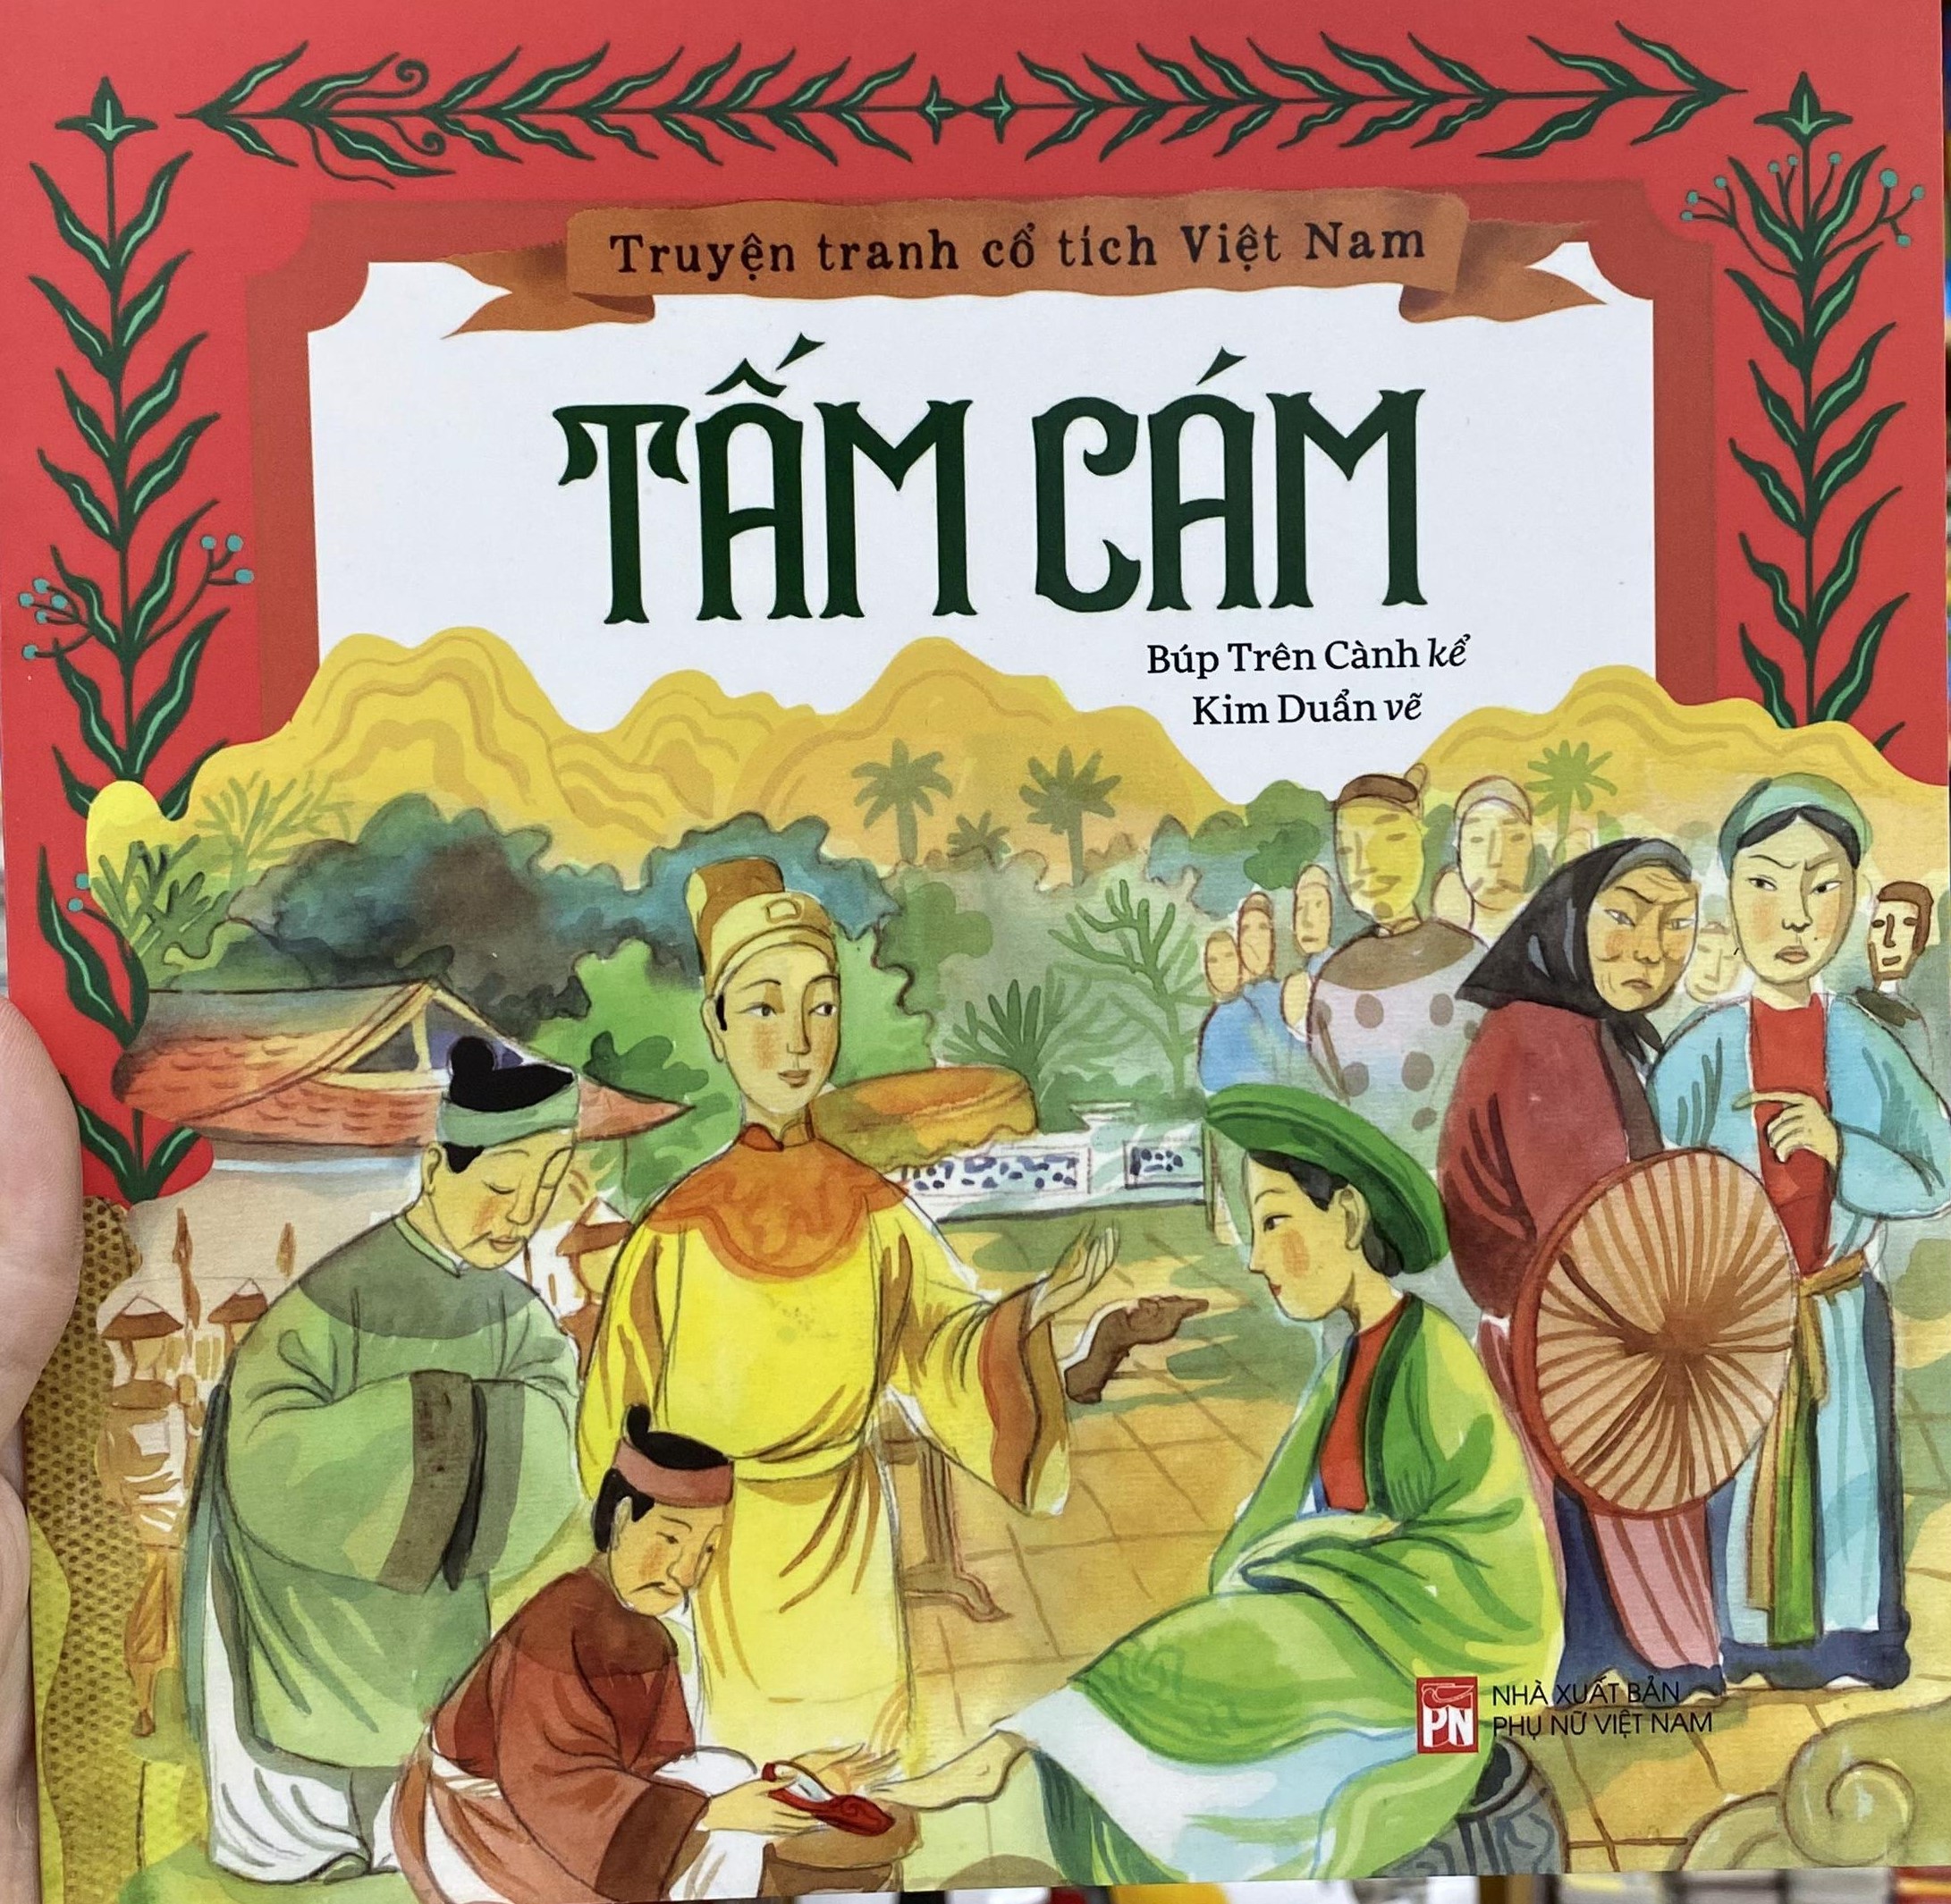 Truyện tranh cổ tích Việt Nam
TẤM CÁM
Búp Trên Cành kể
Kim Duẩn vẽ
PN
NHÀ XUẤT BẢN
PHỤ NỮ VIỆT NAM